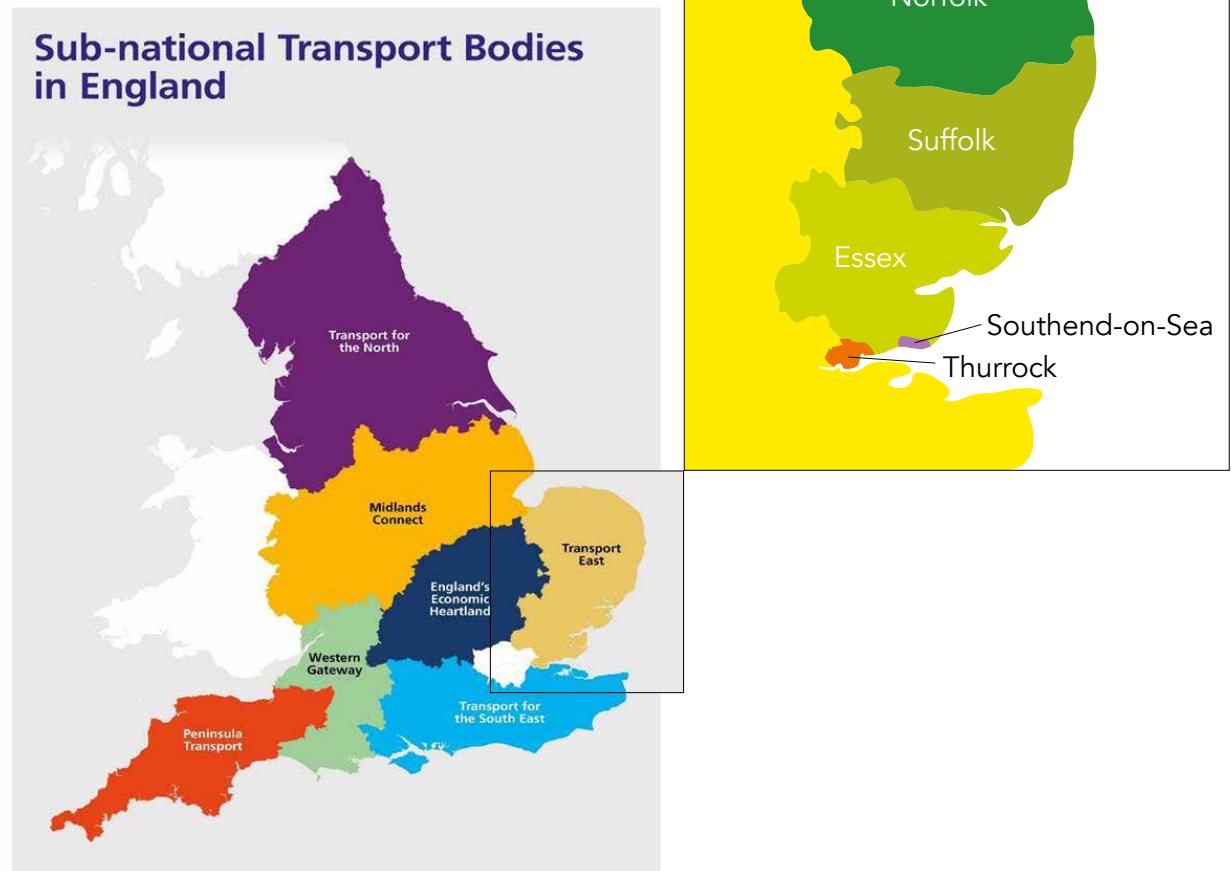 Sub-national Transport Bodies
in England
Transport for
the North
Midlands
Connect
Transport
East
England's
Economic
Heartland
Western
Gateway
Transport for
the South East
Peninsula
Transport
Norfolk
Suffolk
Essex
Southend-on-Sea
Thurrock